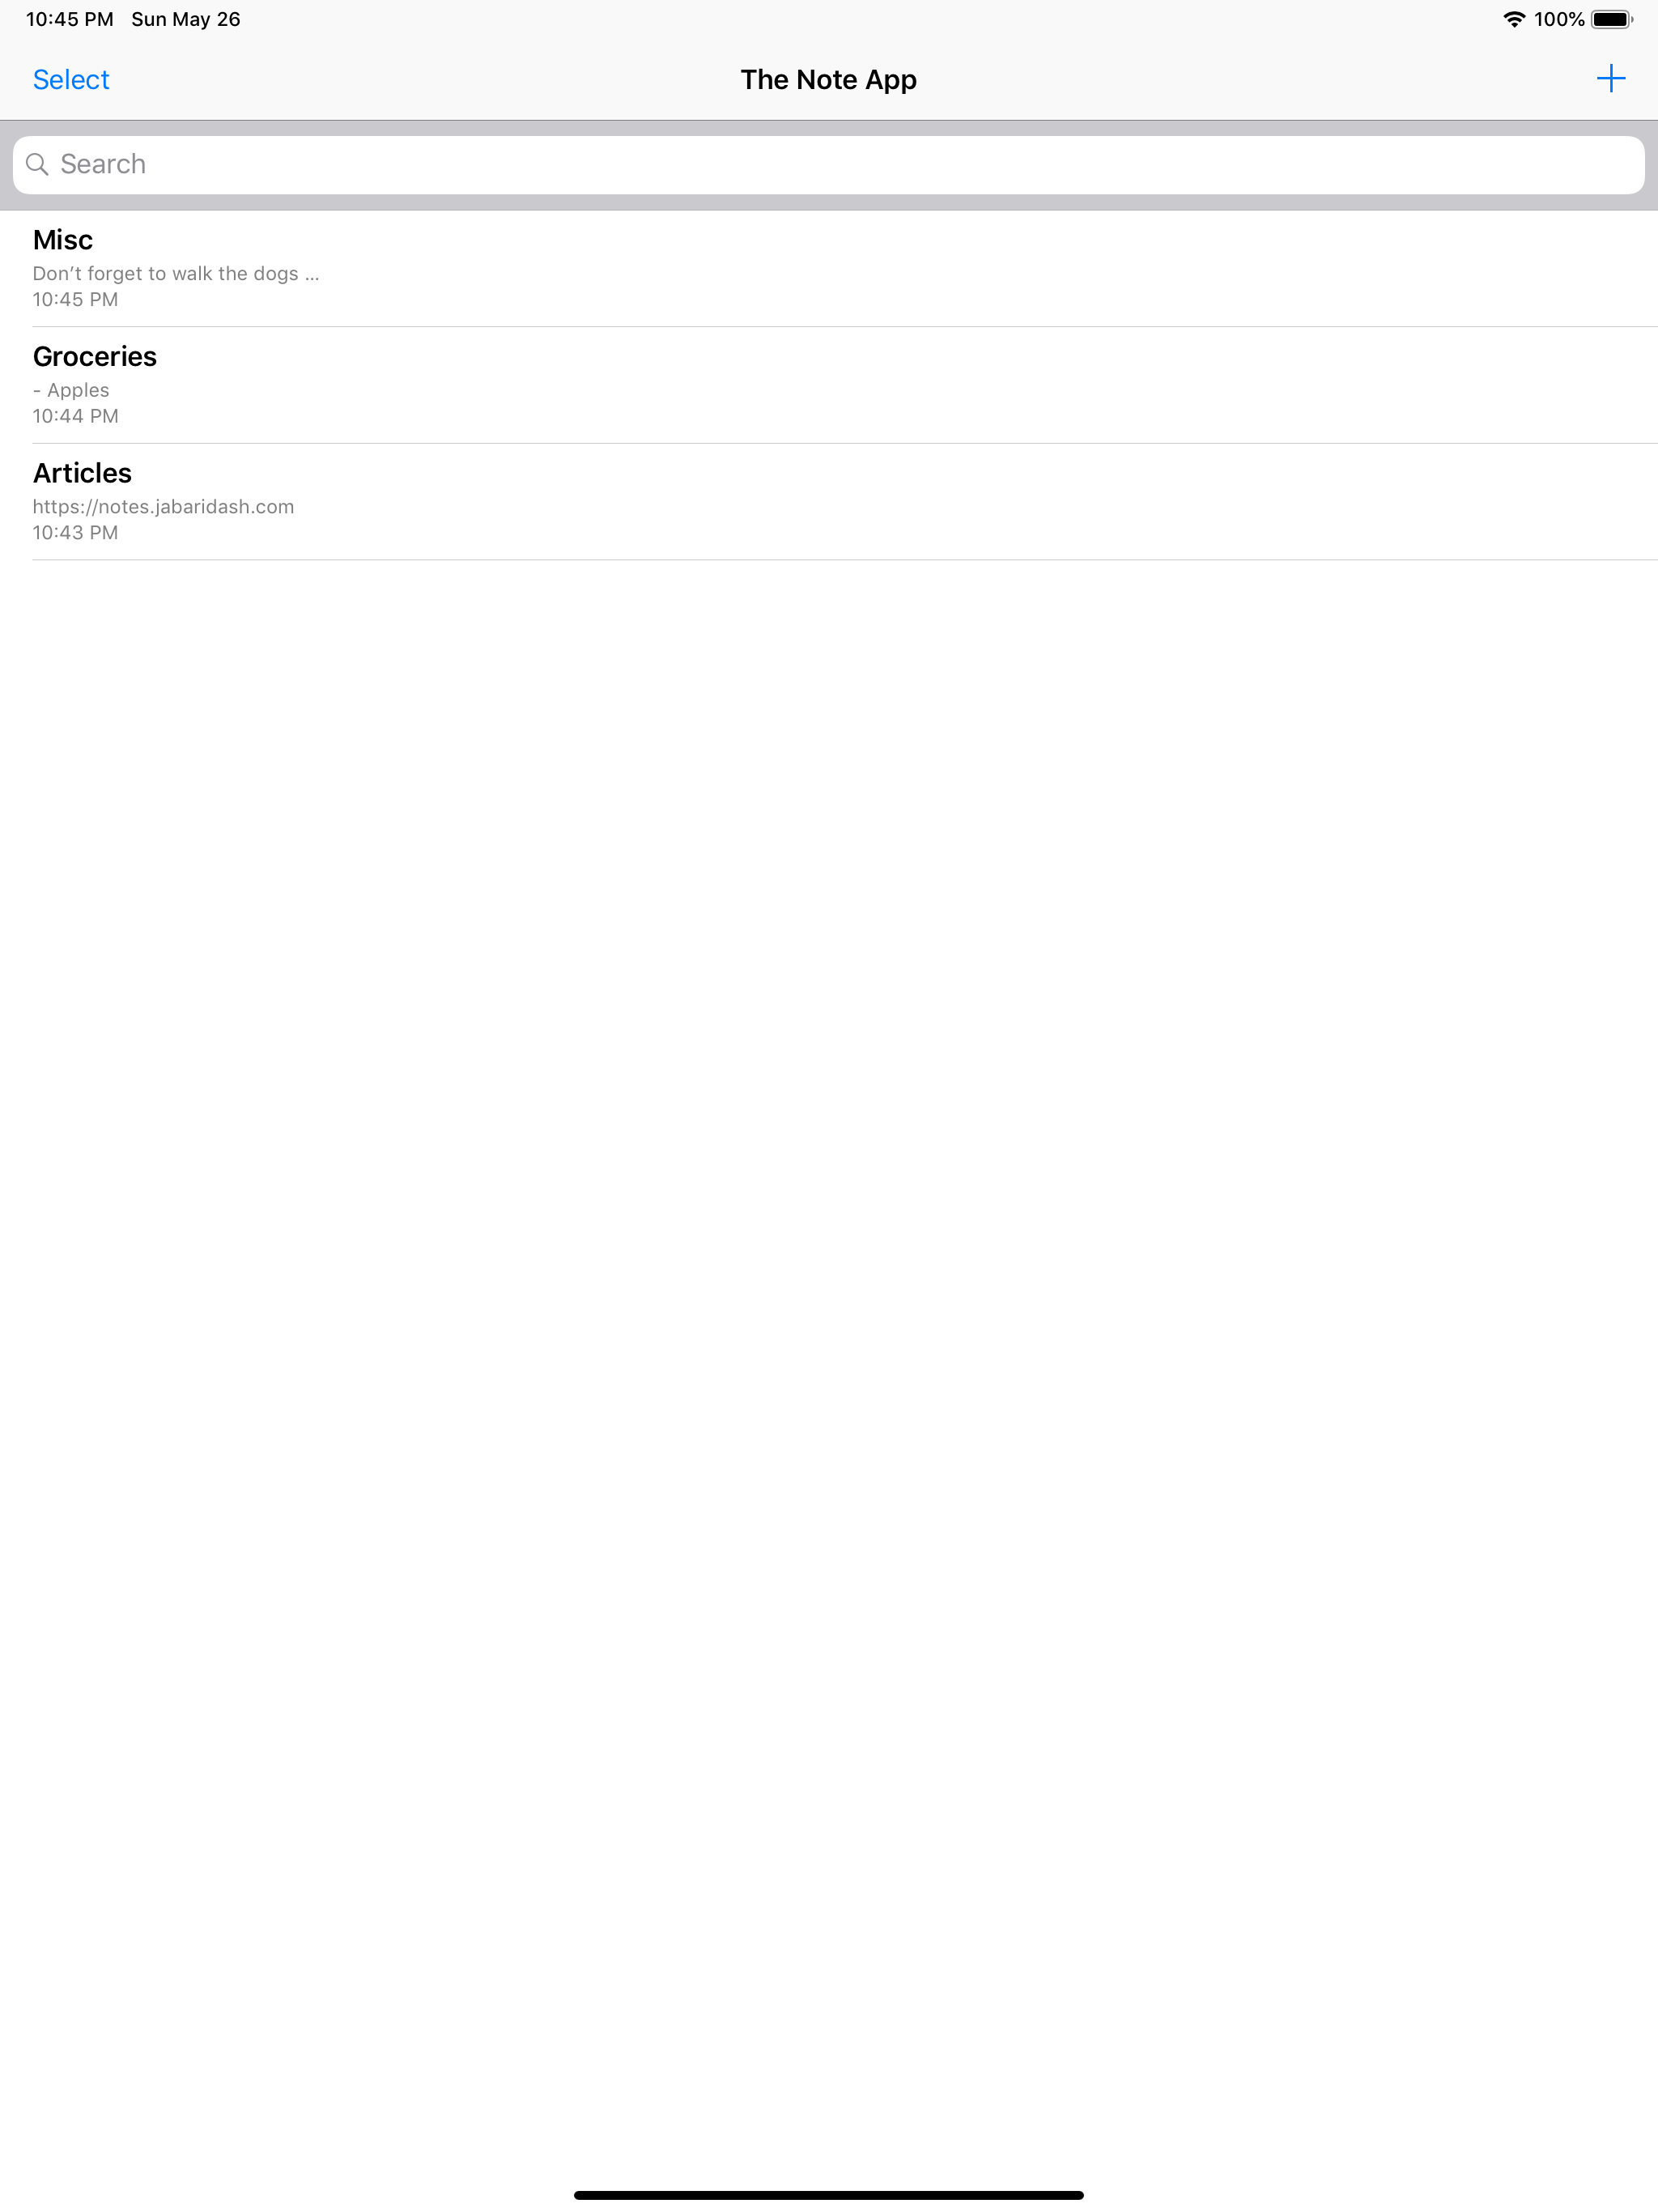 10:45 PM Sun May 26 100%
Select The Note App
Search
Misc
Don’t forget to walk the dogs ...
10:45 PM
Groceries
- Apples
10:44 PM
Articles
https://notes.jabaridash.com
10:43 PM